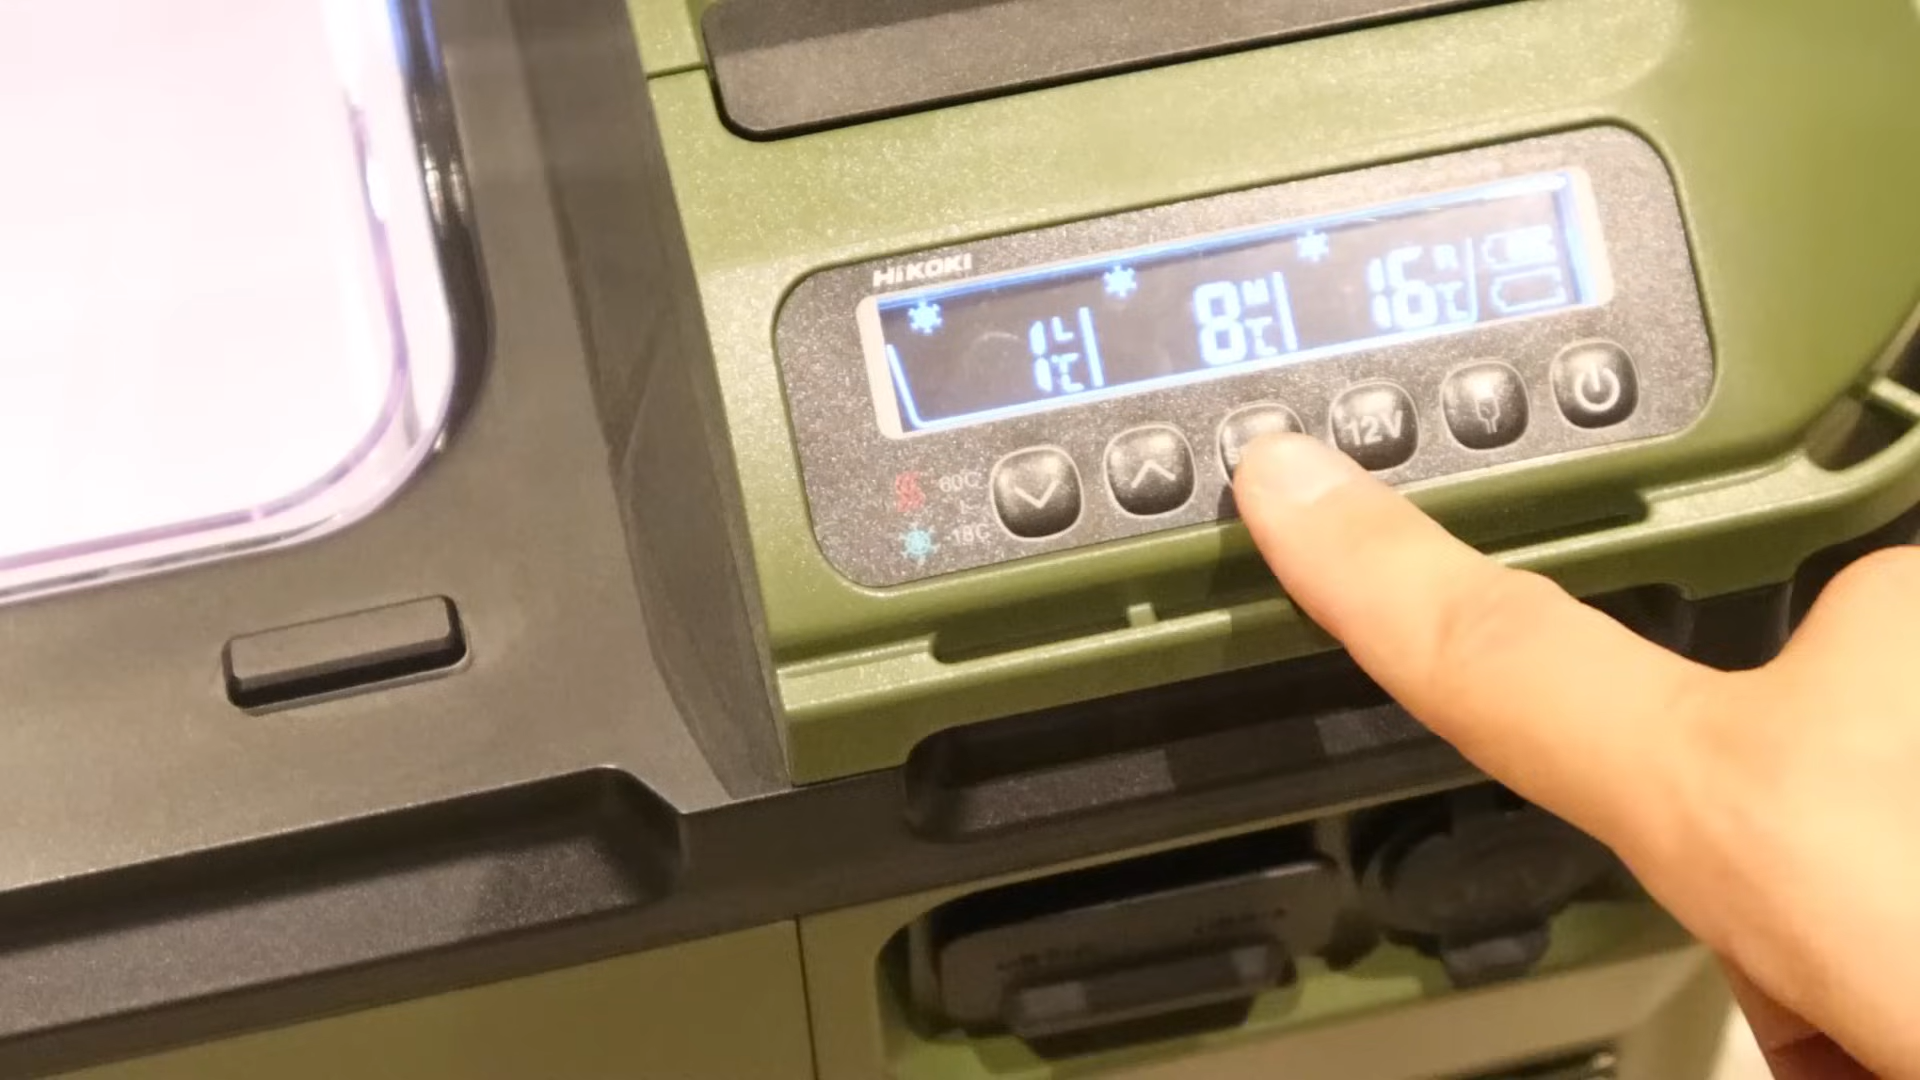 HiKOKI
1 L ℃
8 M ℃
16 R ℃
60℃
12V
-18℃